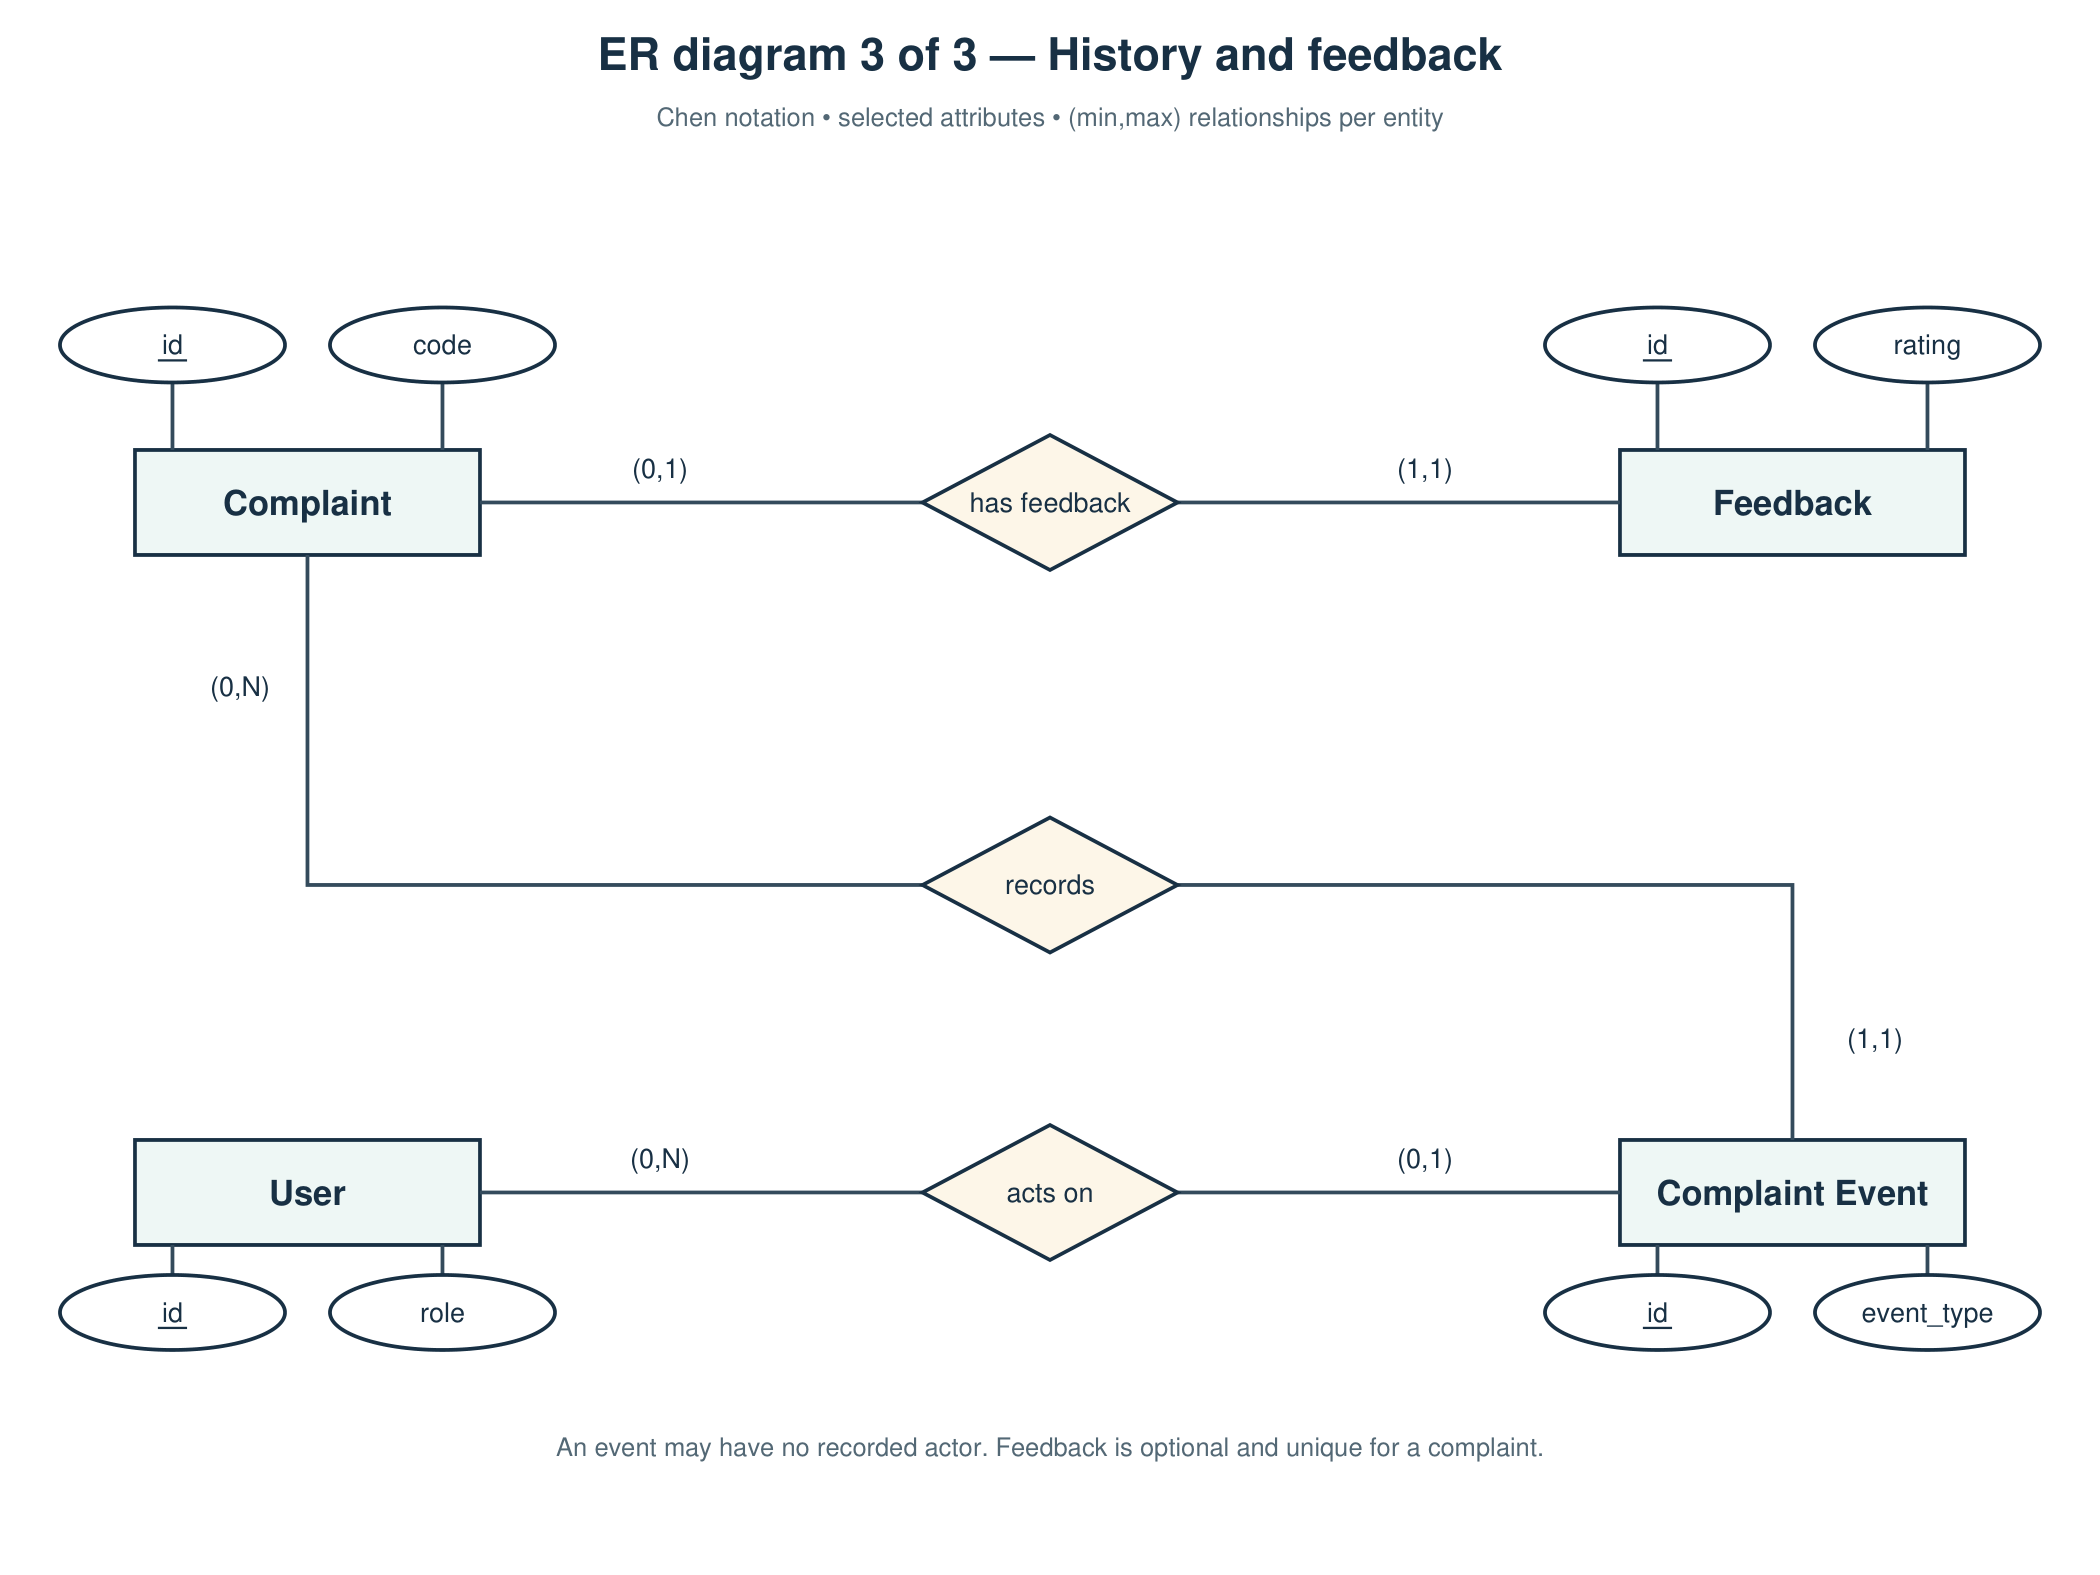 ER diagram 3 of 3 — History and feedback
Chen notation • selected attributes • (min,max) relationships per entity
id
code
id
rating
Complaint
(0,1)
has feedback
(1,1)
Feedback
(0,N)
records
(1,1)
User
(0,N)
acts on
(0,1)
Complaint Event
id
role
id
event_type
An event may have no recorded actor. Feedback is optional and unique for a complaint.